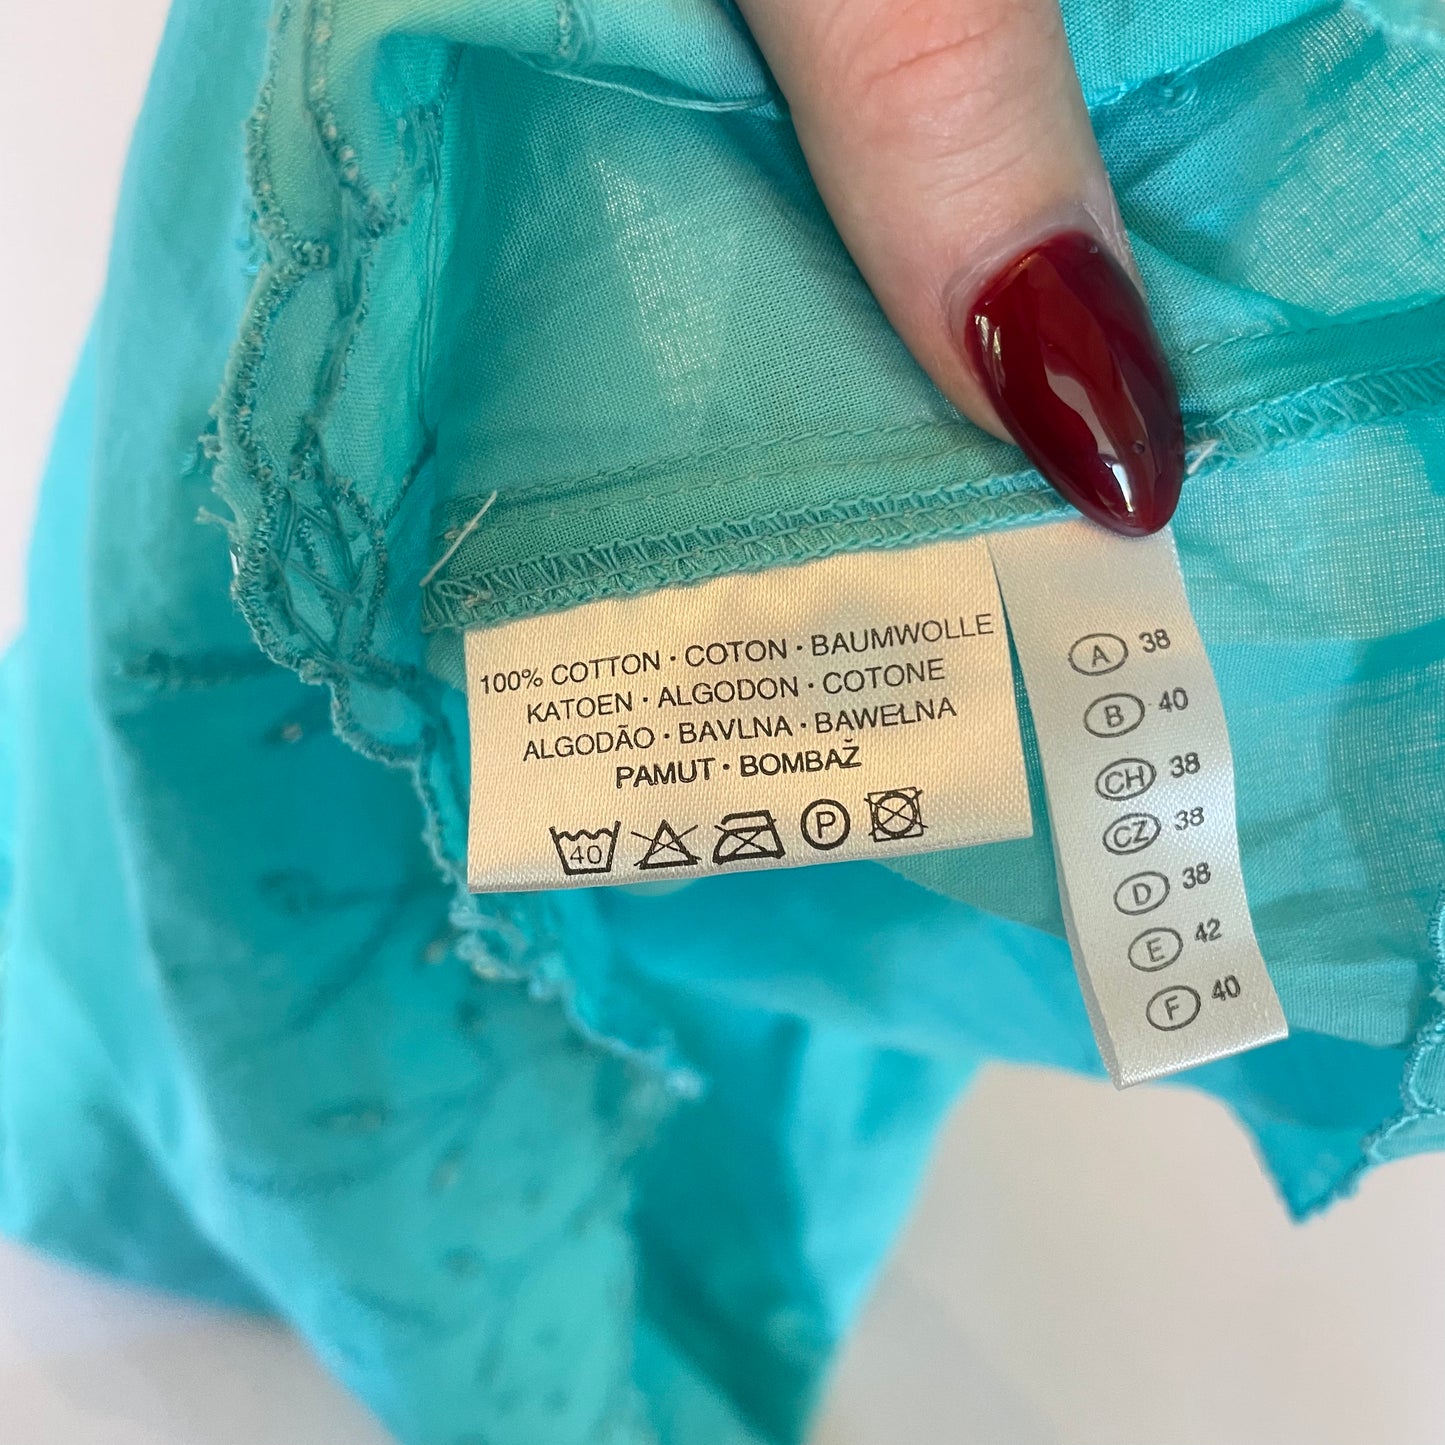 100% COTTON · COTON · BAUMWOLLE
KATOEN · ALGODON · COTONE
ALGODÃO · BAVLNA · BAWEŁNA
PAMUT · BOMBAŽ
40 P
A 38
B 40
CH 38
CZ 38
D 38
E 42
F 40